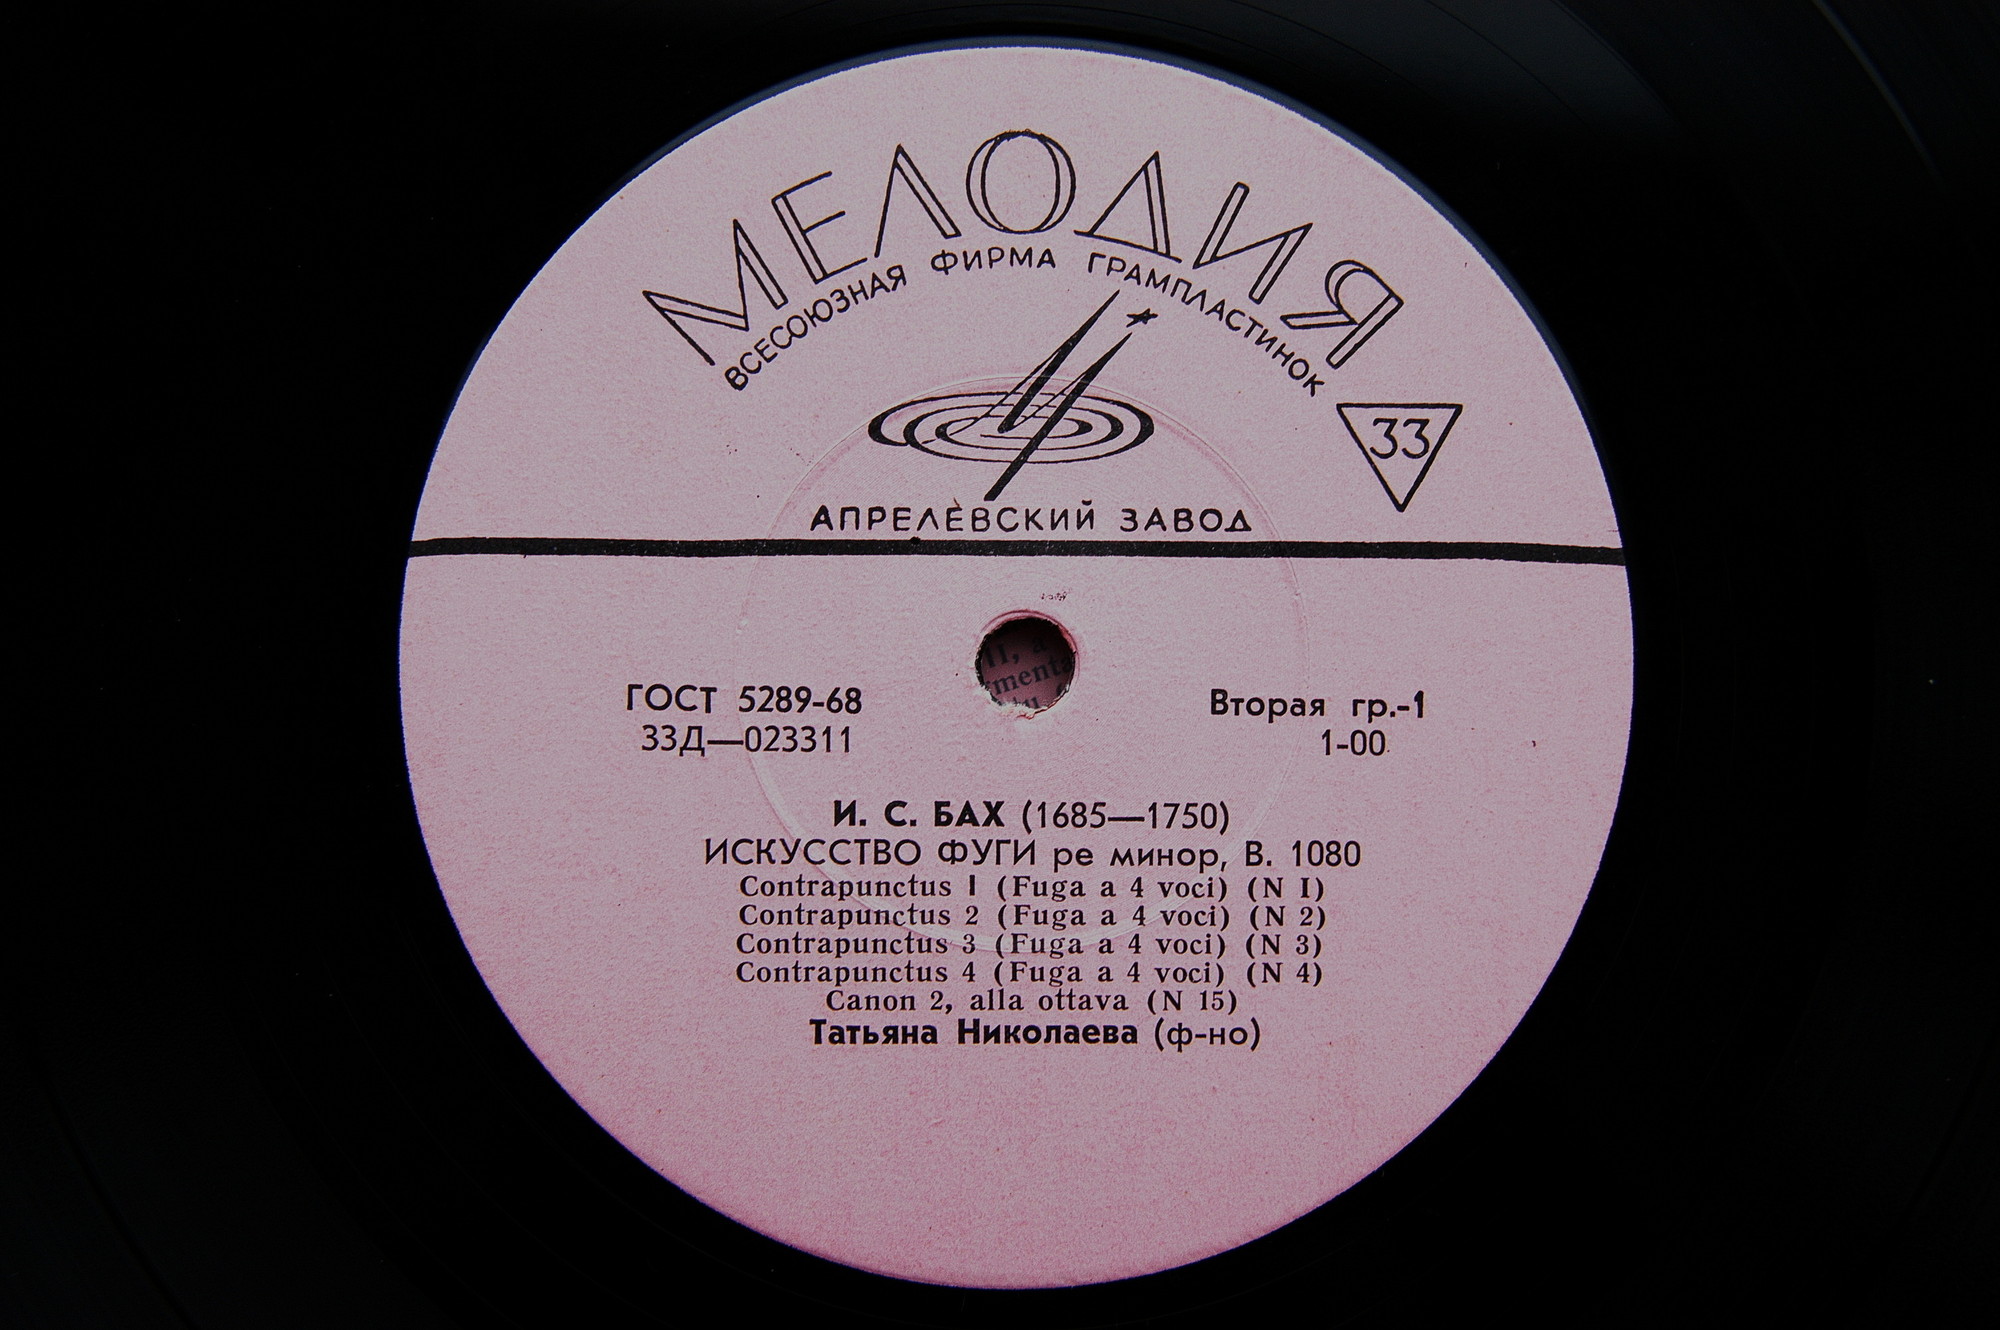 МЕЛОДИЯ
ВСЕСОЮЗНАЯ ФИРМА ГРАМПЛАСТИНОК
33
АПРЕЛЕВСКИЙ ЗАВОД
ГОСТ 5289-68
33Д—023311
Вторая гр.-1
1-00
И. С. БАХ (1685—1750)
ИСКУССТВО ФУГИ ре минор, В. 1080
Contrapunctus 1 (Fuga a 4 voci) (N 1)
Contrapunctus 2 (Fuga a 4 voci) (N 2)
Contrapunctus 3 (Fuga a 4 voci) (N 3)
Contrapunctus 4 (Fuga a 4 voci) (N 4)
Canon 2, alla ottava (N 15)
Татьяна Николаева (ф-но)